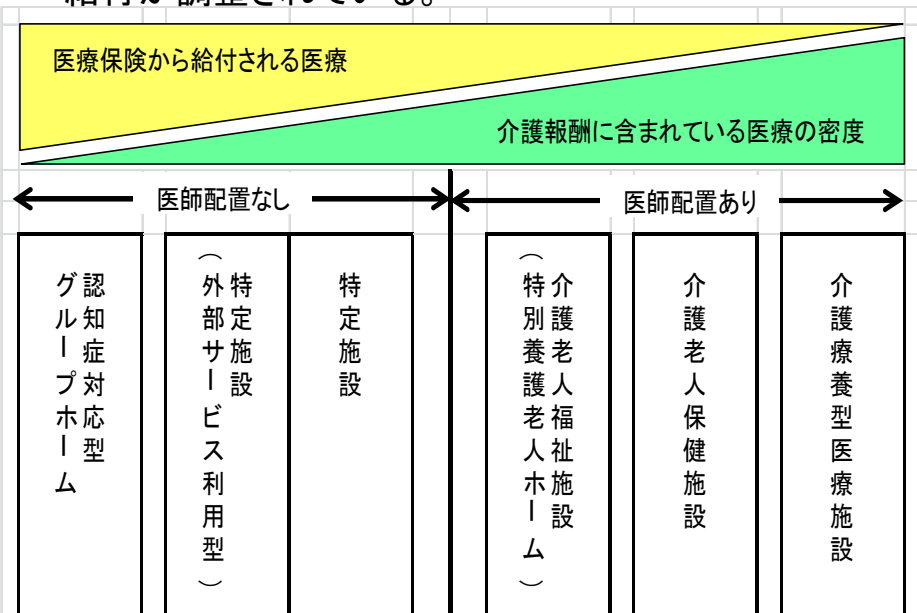 給付が調整されている。
医療保険から給付される医療
介護報酬に含まれている医療の密度
医師配置なし
医師配置あり
認知症対応型
グループホーム
特定施設
（外部サービス利用型）
特定施設
介護老人福祉施設
（特別養護老人ホーム）
介護老人保健施設
介護療養型医療施設